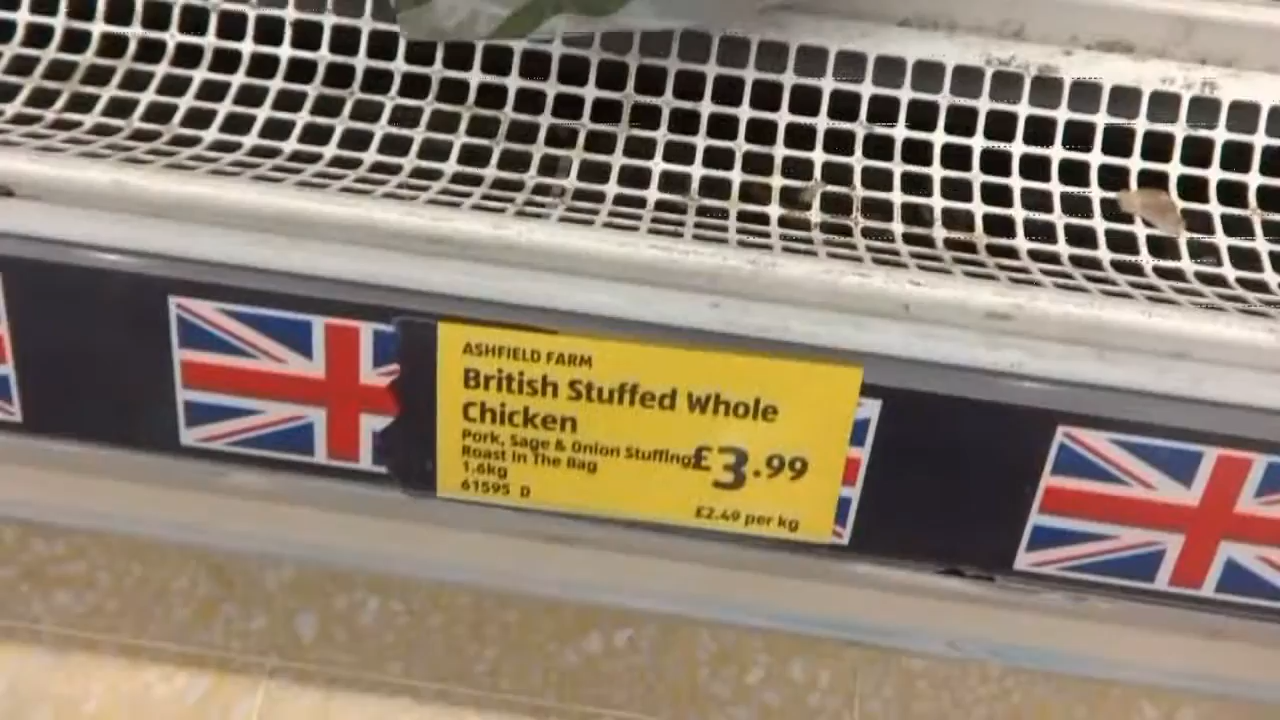 ASHFIELD FARM
British Stuffed Whole
Chicken
Pork, Sage & Onion Stuffing
Roast In The Bag
1.6kg
61595 D
£3.99
£2.49 per kg